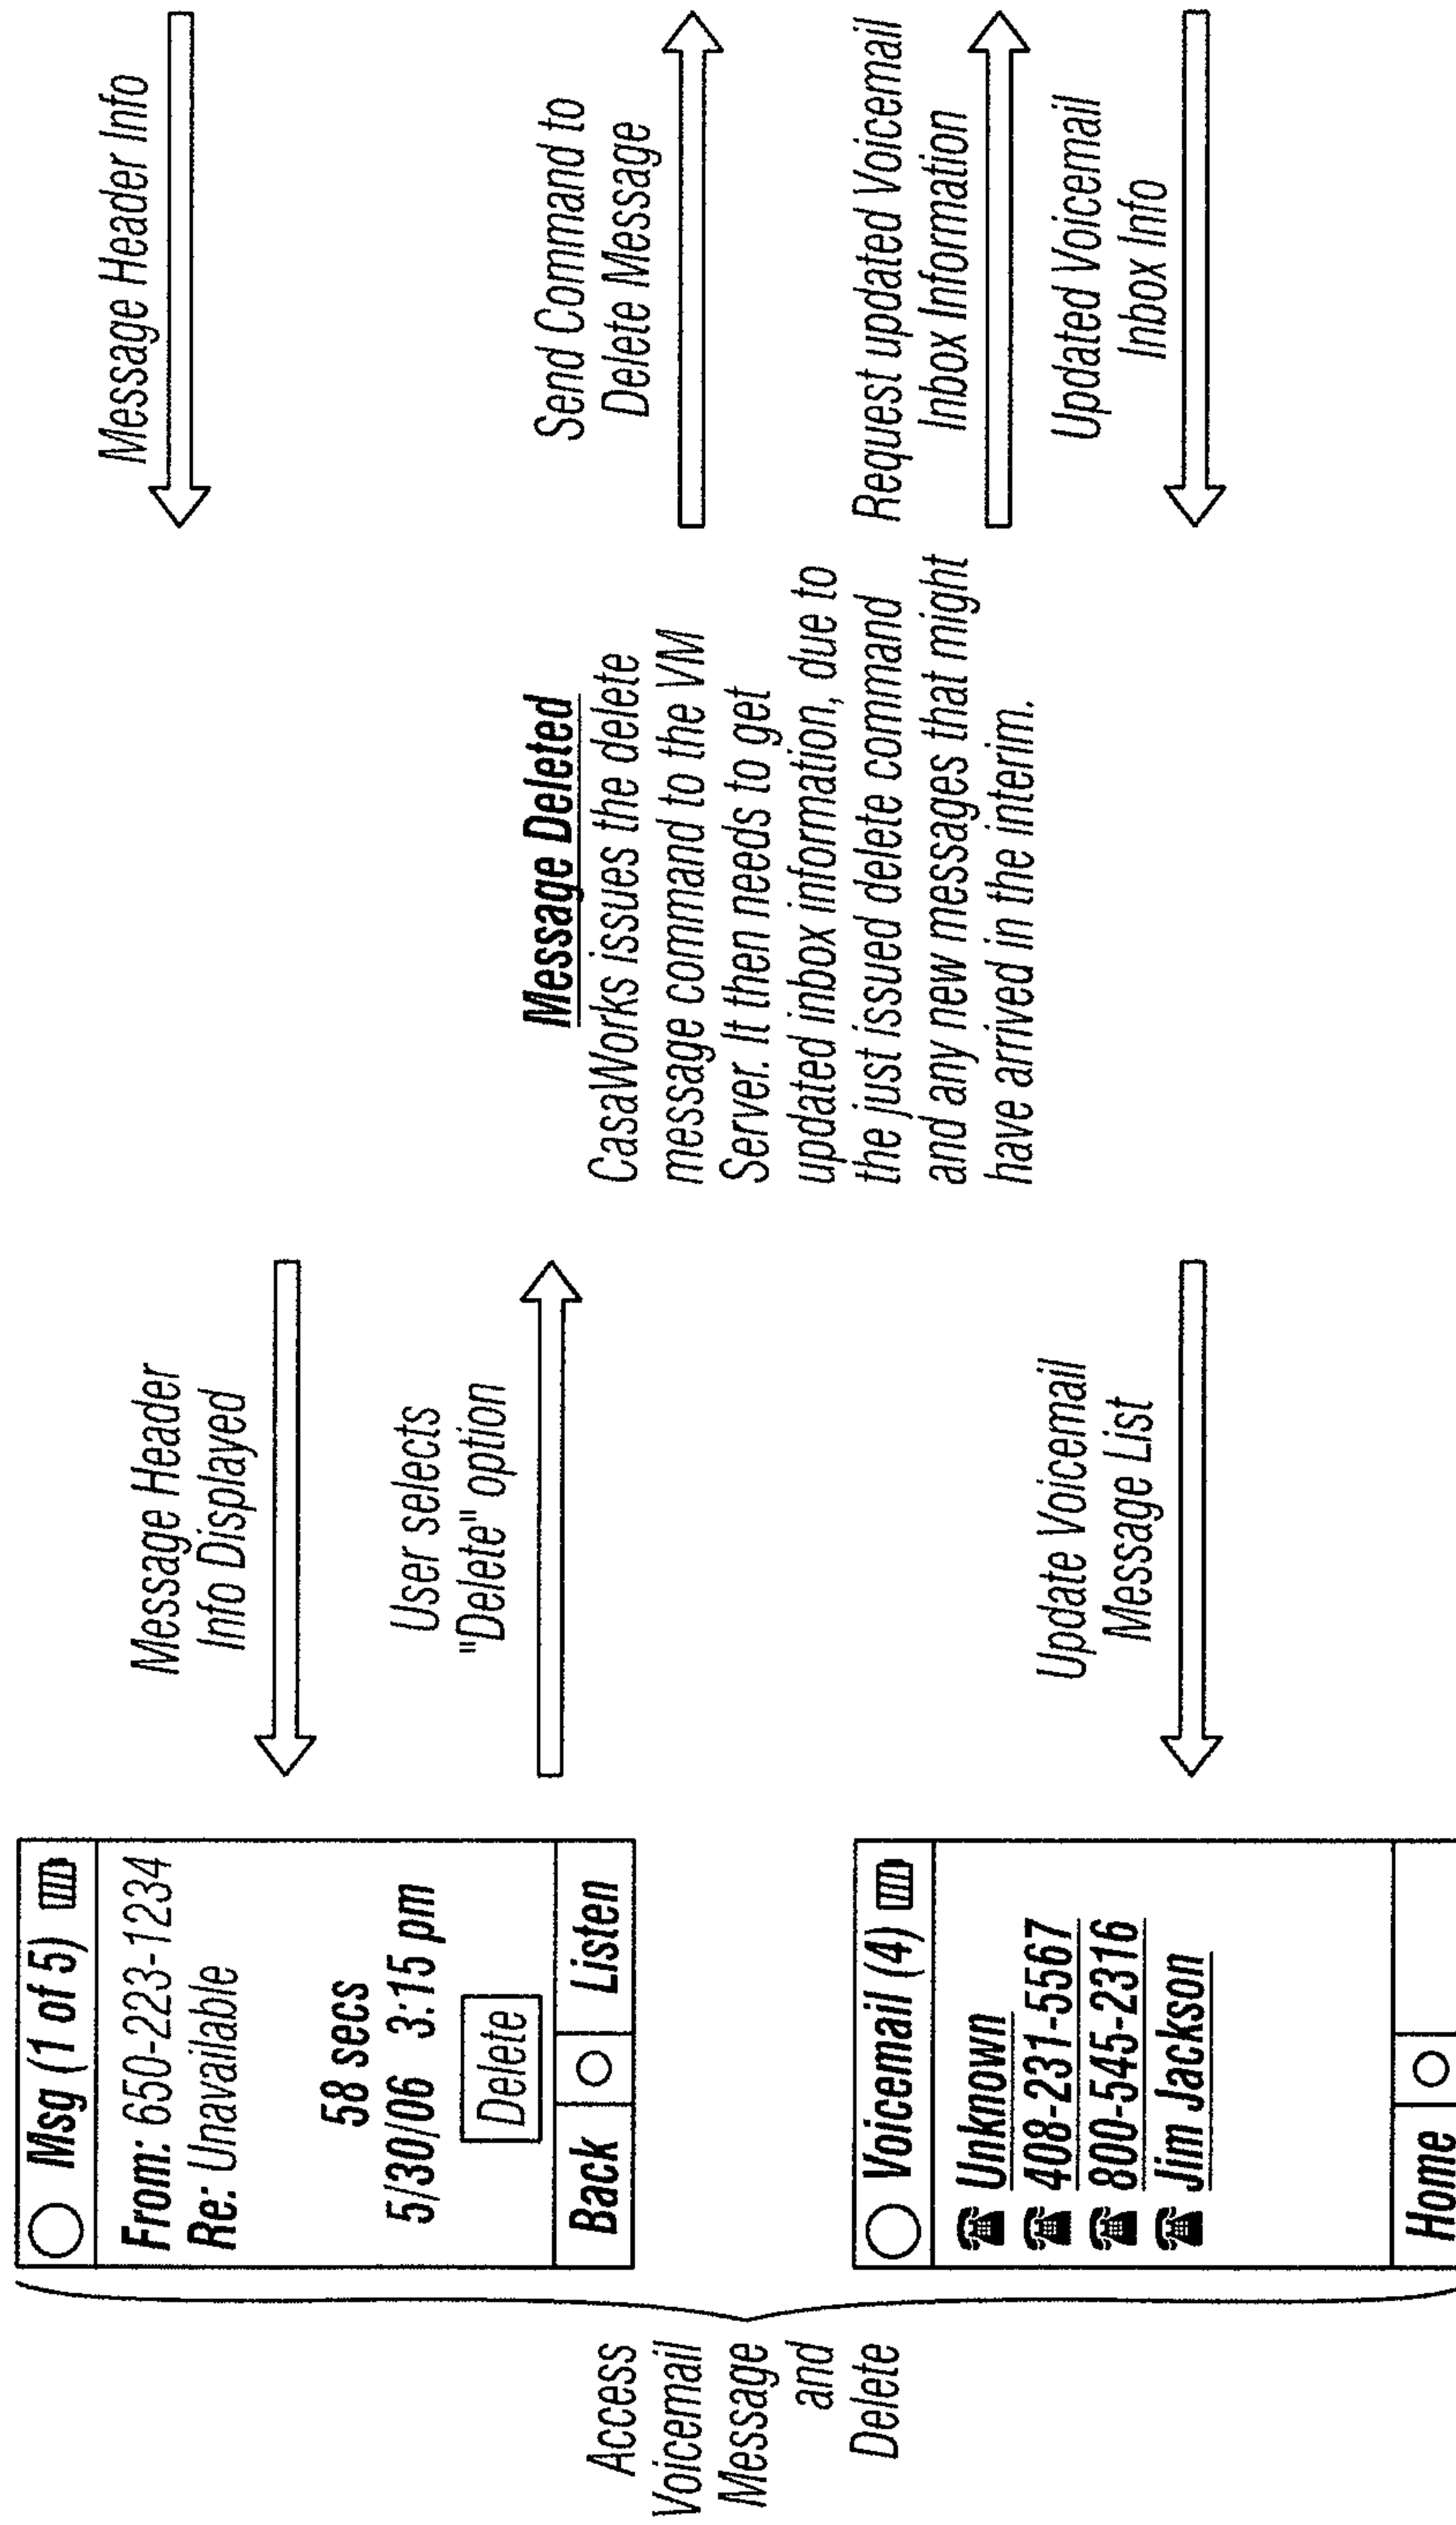 Access
Voicemail
Message
and
Delete
Msg (1 of 5)
From: 650-223-1234
Re: Unavailable
58 secs
5/30/06 3:15 pm
Delete
Back
Listen
Message Header
Info Displayed
User selects
"Delete" option
Message Header Info
Message Deleted
CasaWorks issues the delete
message command to the VM
Server. It then needs to get
updated inbox information, due to
the just issued delete command
and any new messages that might
have arrived in the interim.
Send Command to
Delete Message
Request updated Voicemail
Inbox Information
Updated Voicemail
Inbox Info
Voicemail (4)
Unknown
408-231-5567
800-545-2316
Jim Jackson
Home
Update Voicemail
Message List